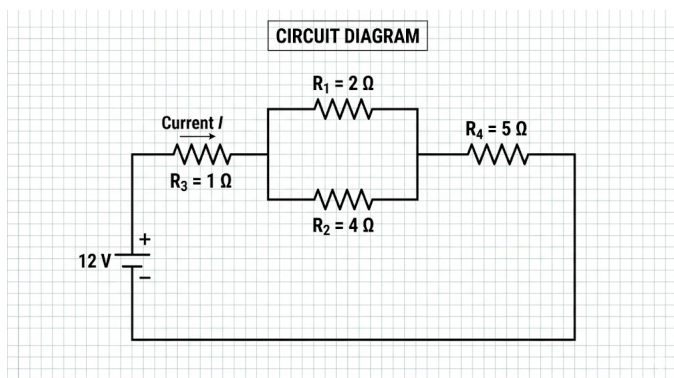 CIRCUIT DIAGRAM
R₁ = 2 Ω
Current I
R₄ = 5 Ω
R₃ = 1 Ω
R₂ = 4 Ω
+
12 V
−